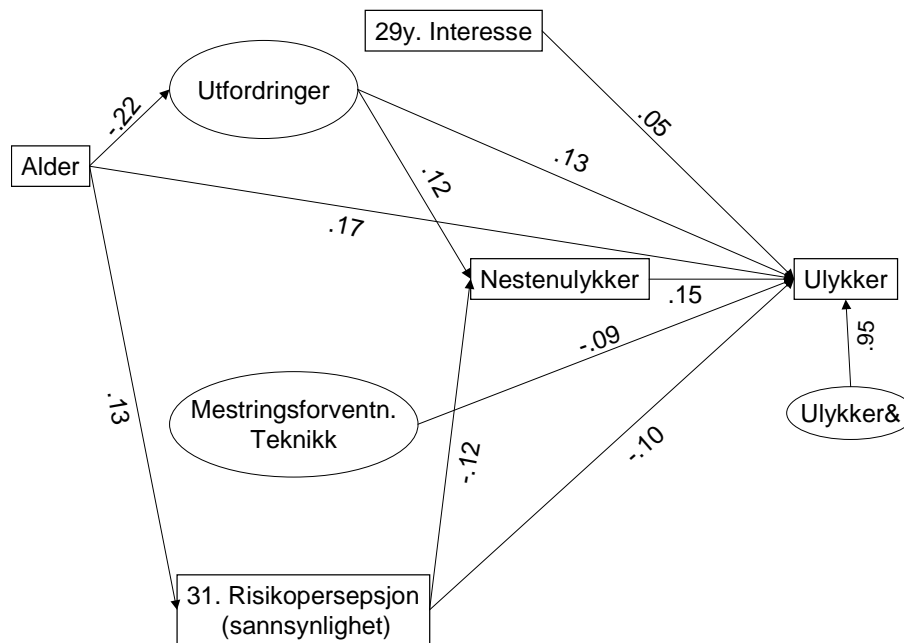 29y. Interesse
Utfordringer
-.22
.05
Alder
.13
.12
.17
Nestenulykker
Ulykker
.15
-.09
.95
Mestringsforventn.
Teknikk
.13
Ulykker&
-.12
-.10
31. Risikopersepsjon
(sannsynlighet)